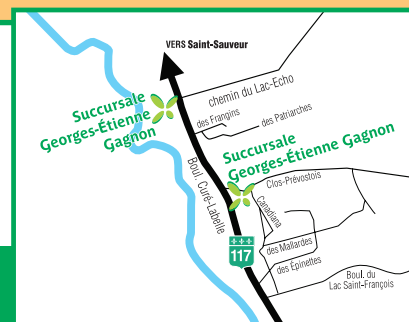 VERS Saint-Sauveur
chemin du Lac-Echo
Succursale
Georges-Étienne
Gagnon
des Frangins
des Patriarches
Succursale
Georges-Étienne Gagnon
Boul. Curé-Labelle
Clos-Prévostois
Canadiana
117
des Mallardes
des Épinettes
Boul. du
Lac Saint-François